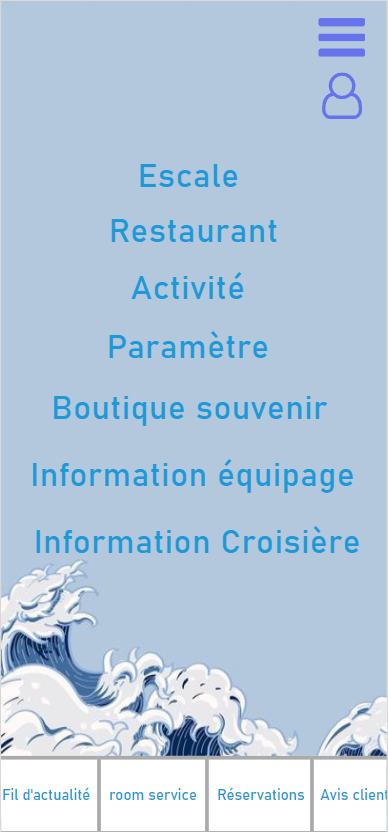 Escale
Restaurant
Activité
Paramètre
Boutique souvenir
Information équipage
Information Croisière
Fil d'actualité room service Réservations Avis client